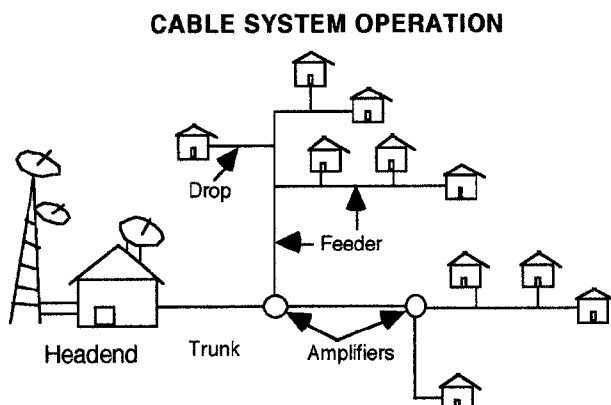 CABLE SYSTEM OPERATION
Drop
Feeder
Headend
Trunk
Amplifiers